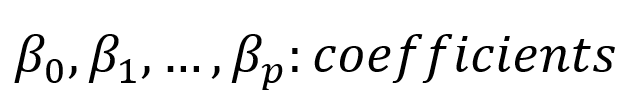 β₀, β₁, … , βₚ: coefficients